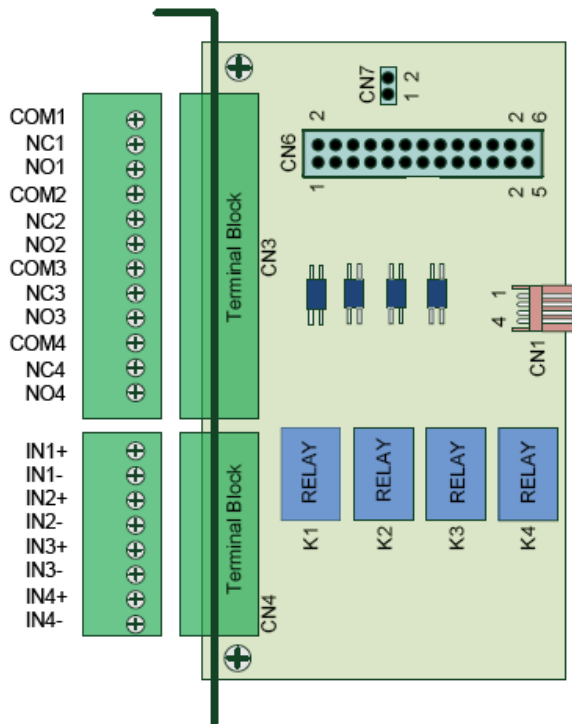 COM1
NC1
NO1
COM2
NC2
NO2
COM3
NC3
NO3
COM4
NC4
NO4
IN1+
IN1-
IN2+
IN2-
IN3+
IN3-
IN4+
IN4-
Terminal Block
CN3
Terminal Block
CN4
CN7
1 2
CN6
2
1
2 6
2 5
1
4
CN1
RELAY
K1
RELAY
K2
RELAY
K3
RELAY
K4